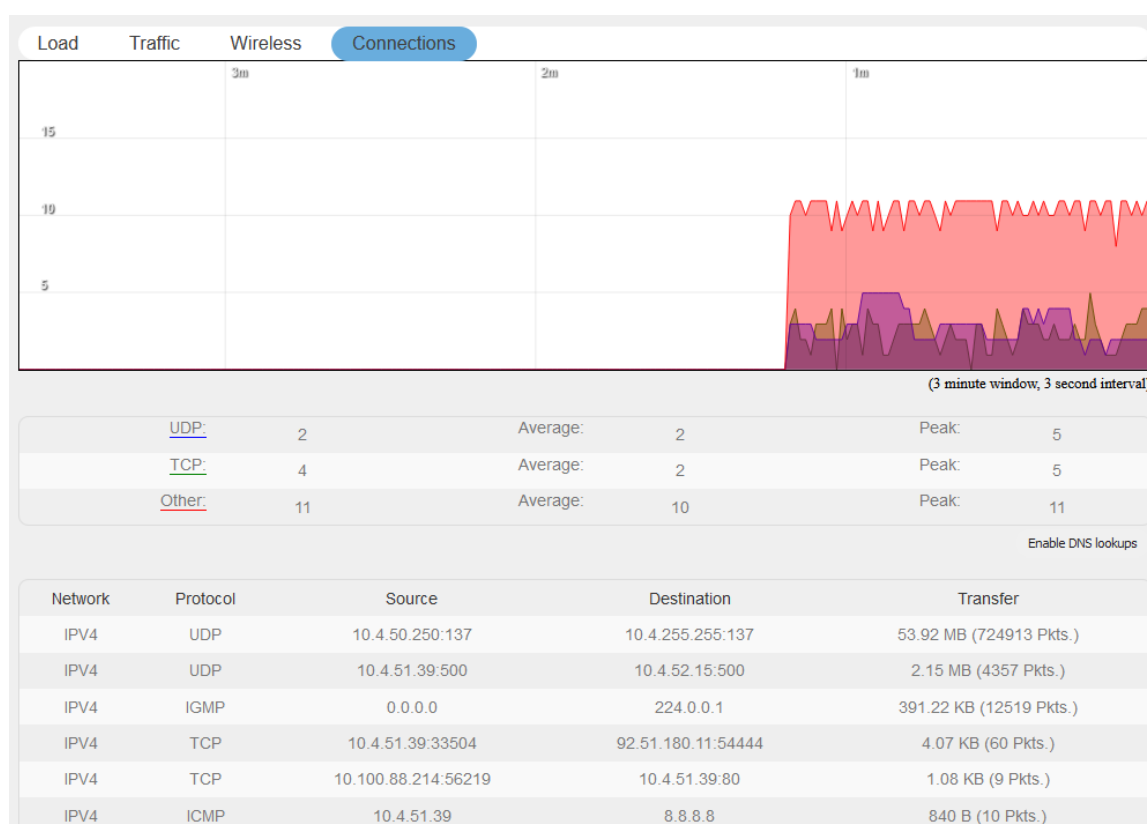 Load Traffic Wireless Connections
3m 2m 1m
15
10
5
(3 minute window, 3 second interval)
UDP: 2 Average: 2 Peak: 5
TCP: 4 Average: 2 Peak: 5
Other: 11 Average: 10 Peak: 11
Enable DNS lookups
Network Protocol Source Destination Transfer
IPV4 UDP 10.4.50.250:137 10.4.255.255:137 53.92 MB (724913 Pkts.)
IPV4 UDP 10.4.51.39:500 10.4.52.15:500 2.15 MB (4357 Pkts.)
IPV4 IGMP 0.0.0.0 224.0.0.1 391.22 KB (12519 Pkts.)
IPV4 TCP 10.4.51.39:33504 92.51.180.11:54444 4.07 KB (60 Pkts.)
IPV4 TCP 10.100.88.214:56219 10.4.51.39:80 1.08 KB (9 Pkts.)
IPV4 ICMP 10.4.51.39 8.8.8.8 840 B (10 Pkts.)